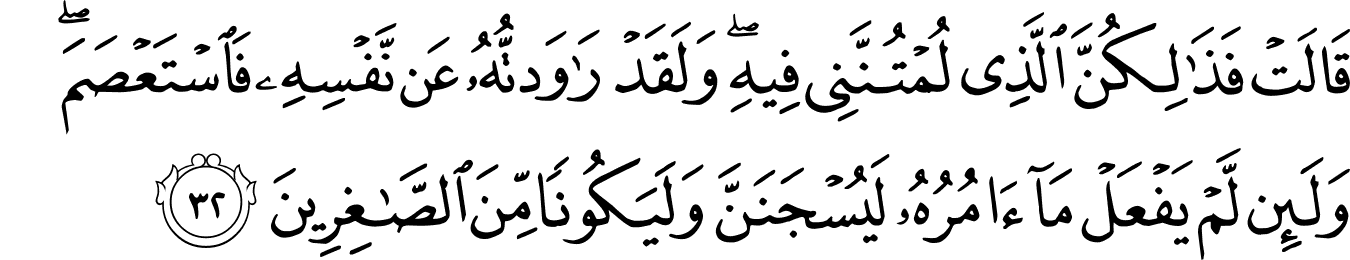 قَالَتْ فَذَٰلِكُنَّ ٱلَّذِى لُمْتُنَّنِى فِيهِ ۖ وَلَقَدْ رَٰوَدتُّهُۥ عَن نَّفْسِهِۦ فَٱسْتَعْصَمَ ۖ
وَلَئِن لَّمْ يَفْعَلْ مَآ ءَامُرُهُۥ لَيُسْجَنَنَّ وَلَيَكُونًا مِّنَ ٱلصَّٰغِرِينَ ٣٢